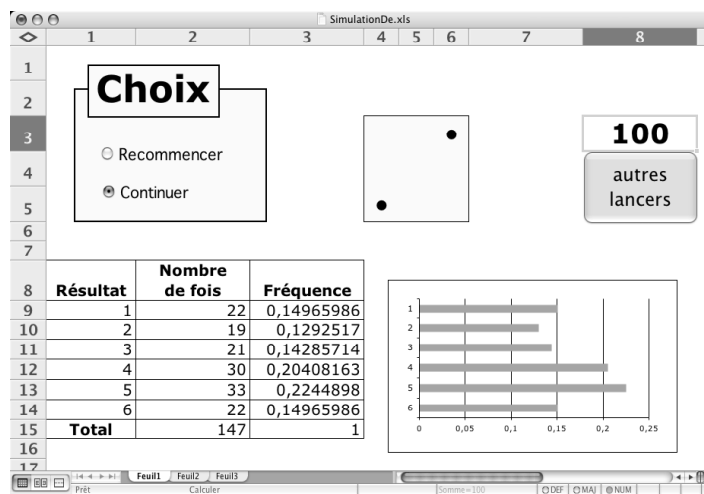 SimulationDe.xls
1 2 3 4 5 6 7 8
1
2
3
4
5
6
7
8
9
10
11
12
13
14
15
16
17
Choix
Recommencer
Continuer
100
autres
lancers
Résultat Nombre de fois Fréquence
1 22 0,14965986
2 19 0,1292517
3 21 0,14285714
4 30 0,20408163
5 33 0,2244898
6 22 0,14965986
Total 147 1
1
2
3
4
5
6
0 0,05 0,1 0,15 0,2 0,25
Feuil1 Feuil2 Feuil3
Prêt Calculer Somme=100 DEF MAJ NUM